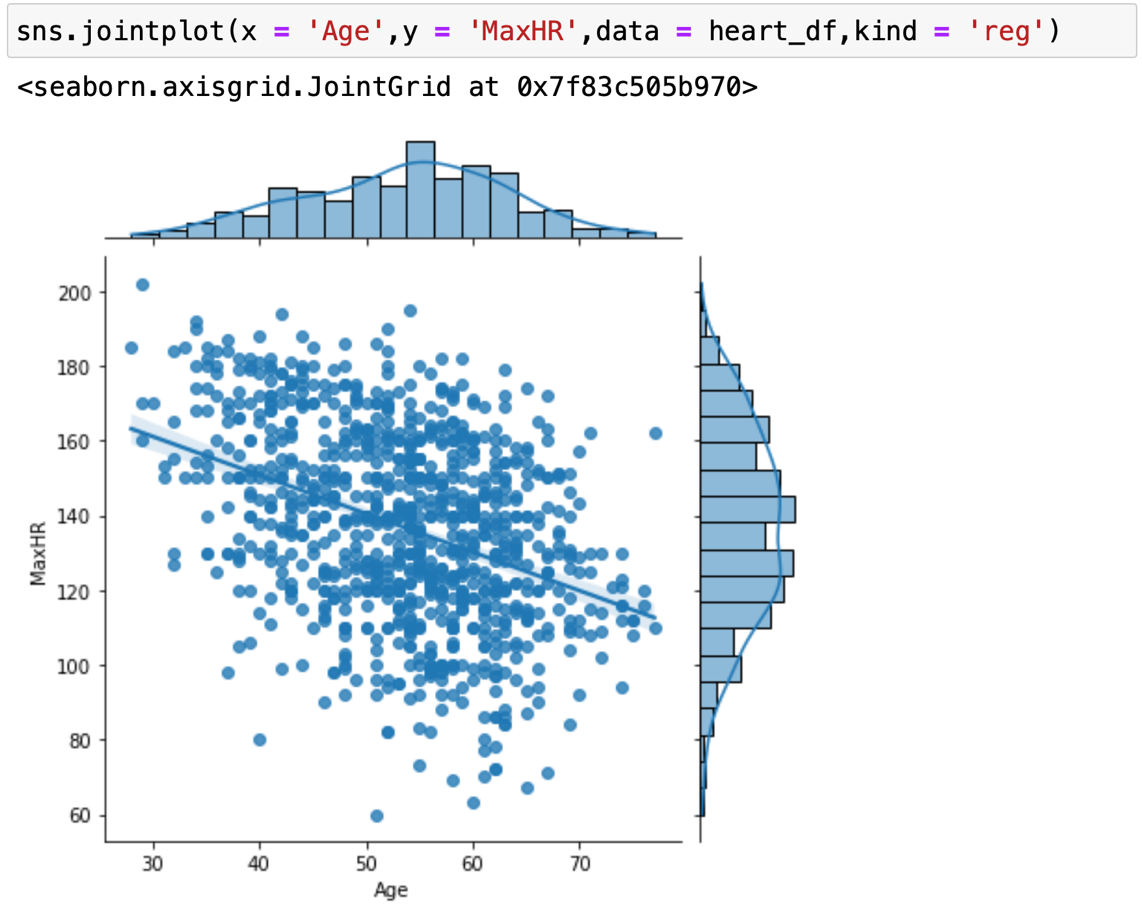 sns.jointplot(x = 'Age',y = 'MaxHR',data = heart_df,kind = 'reg')
<seaborn.axisgrid.JointGrid at 0x7f83c505b970>
200
180
160
140
120
100
80
60
MaxHR
30 40 50 60 70
Age